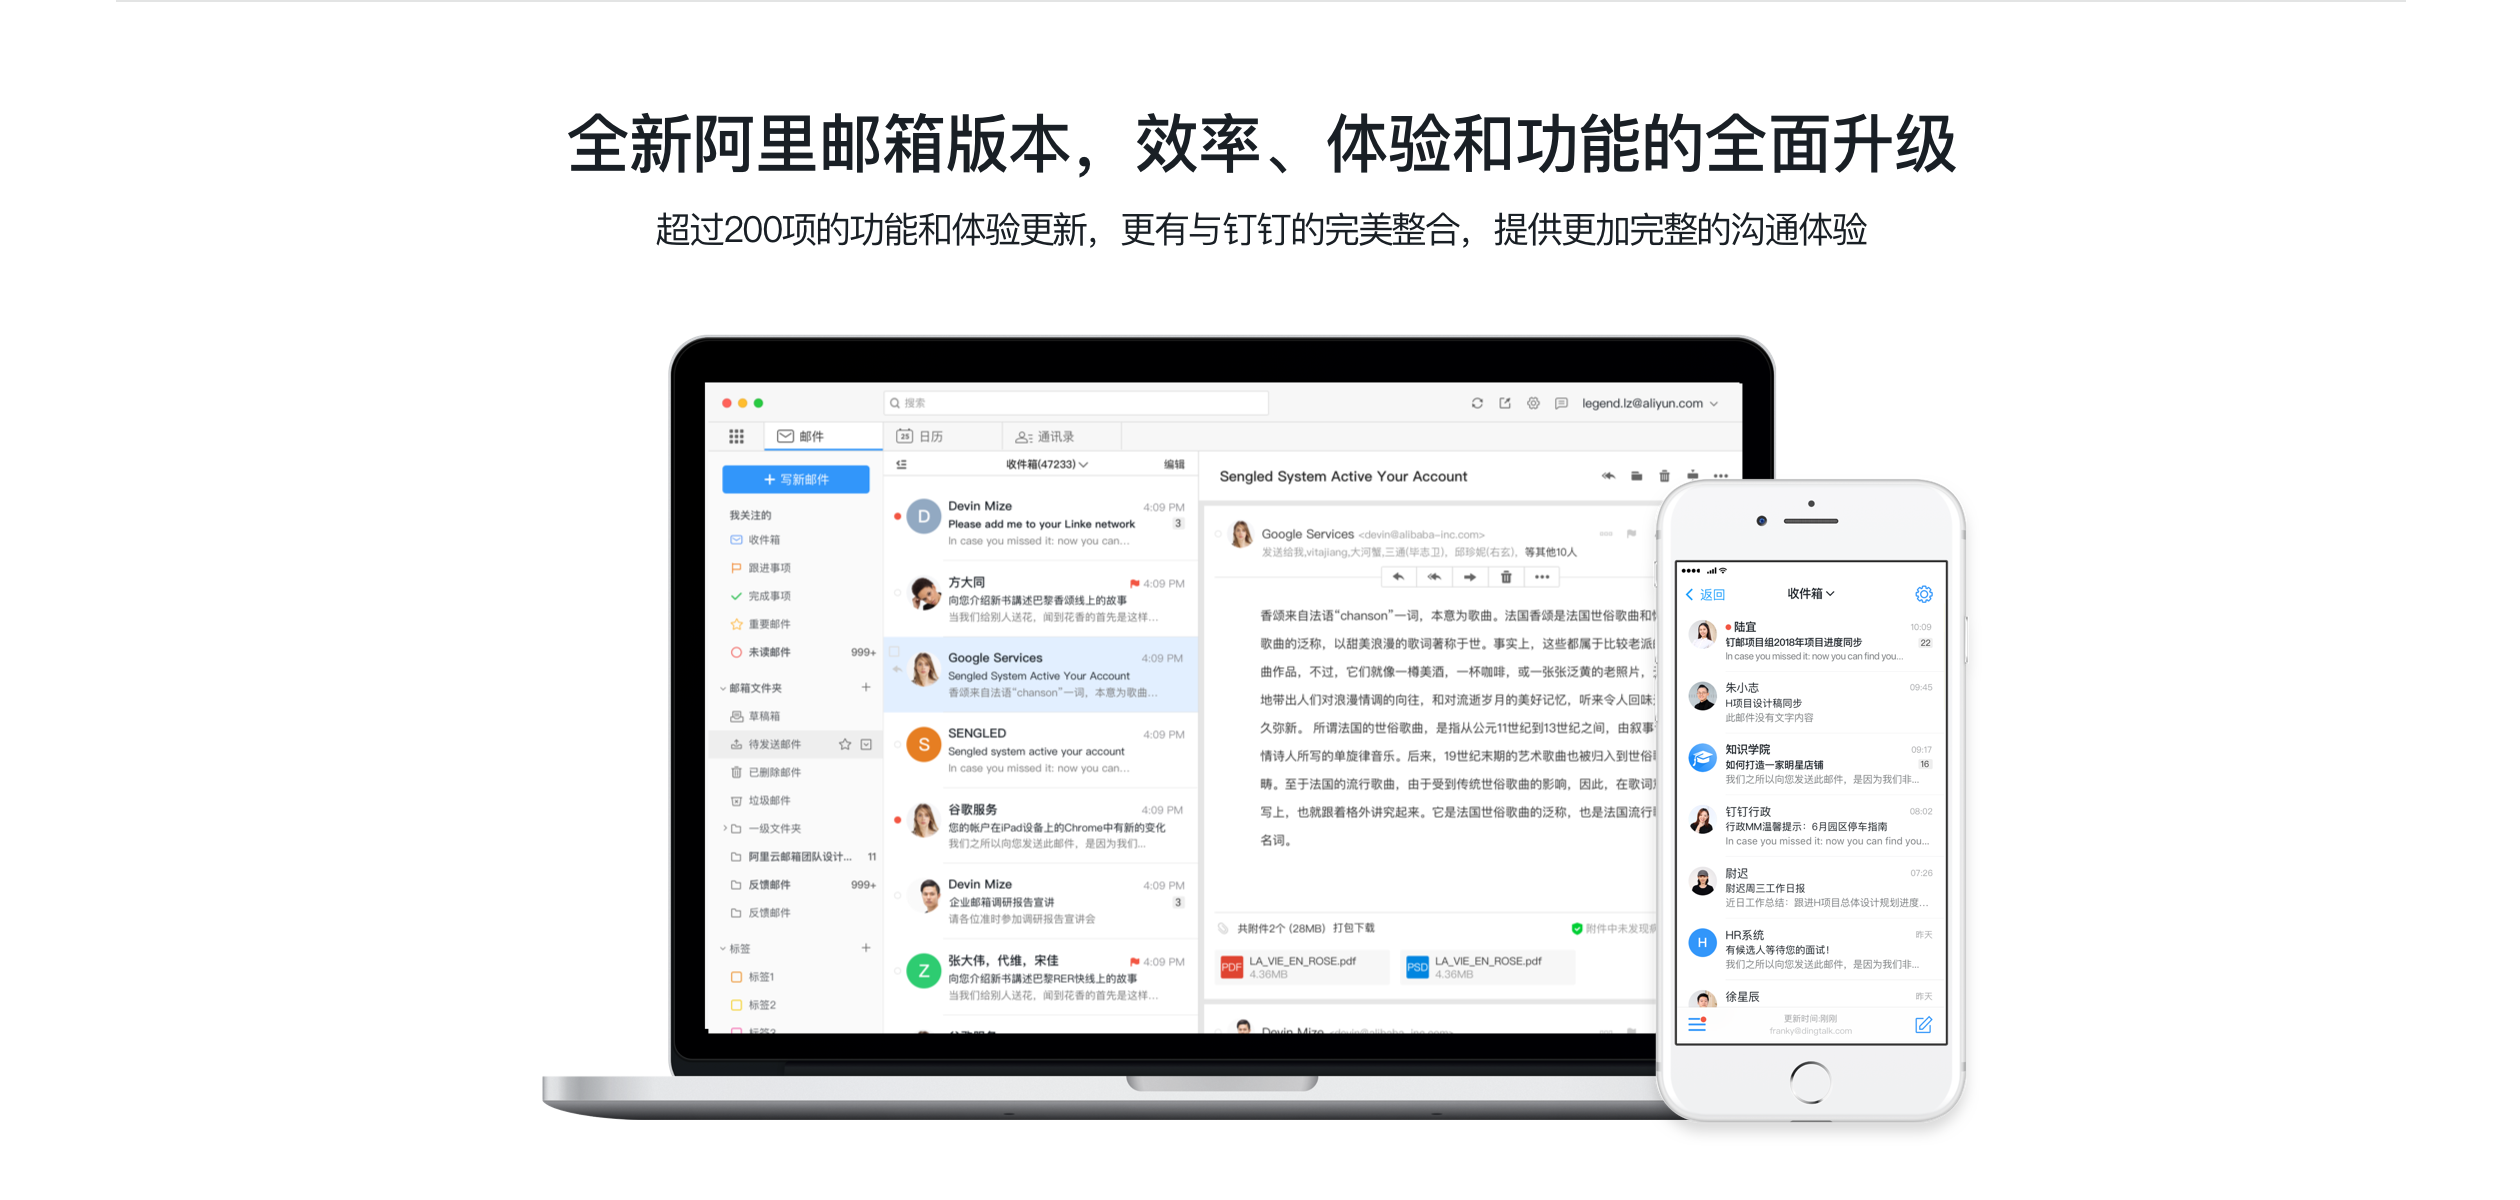 全新阿里邮箱版本，效率、体验和功能的全面升级
超过200项的功能和体验更新，更有与钉钉的完美整合，提供更加完整的沟通体验
搜索
legend.lz@aliyun.com
邮件
25 日历
通讯录
+ 写新邮件
我关注的
收件箱
跟进事项
完成事项
重要邮件
未读邮件 999+
邮箱文件夹 +
草稿箱
待发送邮件
已删除邮件
垃圾邮件
一级文件夹
阿里云邮箱团队设计... 11
反馈邮件 999+
反馈邮件
标签 +
标签1
标签2
标签3
收件箱(47233) 编辑
D
Devin Mize 4:09 PM
Please add me to your Linke network 3
In case you missed it: now you can...
方大同 4:09 PM
向您介绍新书講述巴黎香颂线上的故事
当我们给别人送花，闻到花香的首先是这样...
Google Services 4:09 PM
Sengled System Active Your Account
香颂来自法语“chanson”一词，本意为歌曲...
S
SENGLED 4:09 PM
Sengled system active your account
In case you missed it: now you can...
谷歌服务 4:09 PM
您的帐户在iPad设备上的Chrome中有新的变化
我们之所以向您发送此邮件，是因为我们...
Devin Mize 4:09 PM
企业邮箱调研报告宣讲 3
请各位准时参加调研报告宣讲会
Z
张大伟，代维，宋佳 4:09 PM
向您介绍新书講述巴黎RER快线上的故事
当我们给别人送花，闻到花香的首先是这样...
谷歌服务
Sengled System Active Your Account
Google Services <devin@alibaba-inc.com>
发送给我,vitajiang,大河蟹,三通(毕志卫)，邱珍妮(右玄)，等其他10人
香颂来自法语“chanson”一词，本意为歌曲。法国香颂是法国世俗歌曲和
歌曲的泛称，以甜美浪漫的歌词著称于世。事实上，这些都属于比较老派
曲作品，不过，它们就像一樽美酒，一杯咖啡，或一张张泛黄的老照片，
地带出人们对浪漫情调的向往，和对流逝岁月的美好记忆，听来令人回味
久弥新。 所谓法国的世俗歌曲，是指从公元11世纪到13世纪之间，由叙事
情诗人所写的单旋律音乐。后来，19世纪末期的艺术歌曲也被归入到世俗
畴。至于法国的流行歌曲，由于受到传统世俗歌曲的影响，因此，在歌词
写上，也就跟着格外讲究起来。它是法国世俗歌曲的泛称，也是法国流行
名词。
共附件2个 (28MB) 打包下载
附件中未发现病
PDF
LA_VIE_EN_ROSE.pdf
4.36MB
PSD
LA_VIE_EN_ROSE.pdf
4.36MB
Devin Mize <devin@alibaba-inc.com>
返回 收件箱
陆宜 10:09
钉邮项目组2018年项目进度同步 22
In case you missed it: now you can find you...
朱小志 09:45
H项目设计稿同步
此邮件没有文字内容
知识学院 09:17
如何打造一家明星店铺 16
我们之所以向您发送此邮件，是因为我们非...
钉钉行政 08:02
行政MM温馨提示：6月园区停车指南
In case you missed it: now you can find you...
尉迟 07:26
尉迟周三工作日报
近日工作总结：跟进H项目总体设计规划进度...
H
HR系统 昨天
有候选人等待您的面试！
我们之所以向您发送此邮件，是因为我们非...
徐星辰 昨天
更新时间:刚刚
franky@dingtalk.com